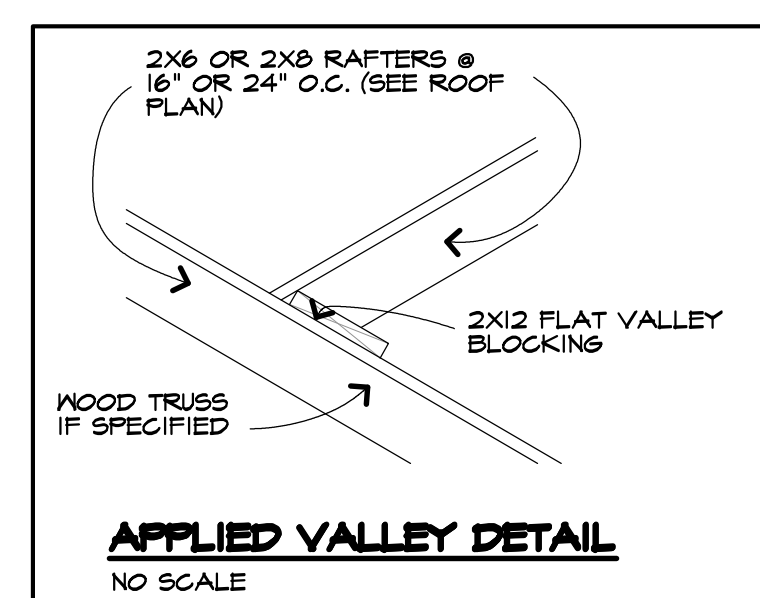 2X6 OR 2X8 RAFTERS @
16" OR 24" O.C. (SEE ROOF
PLAN)
2X12 FLAT VALLEY
BLOCKING
WOOD TRUSS
IF SPECIFIED
APPLIED VALLEY DETAIL
NO SCALE